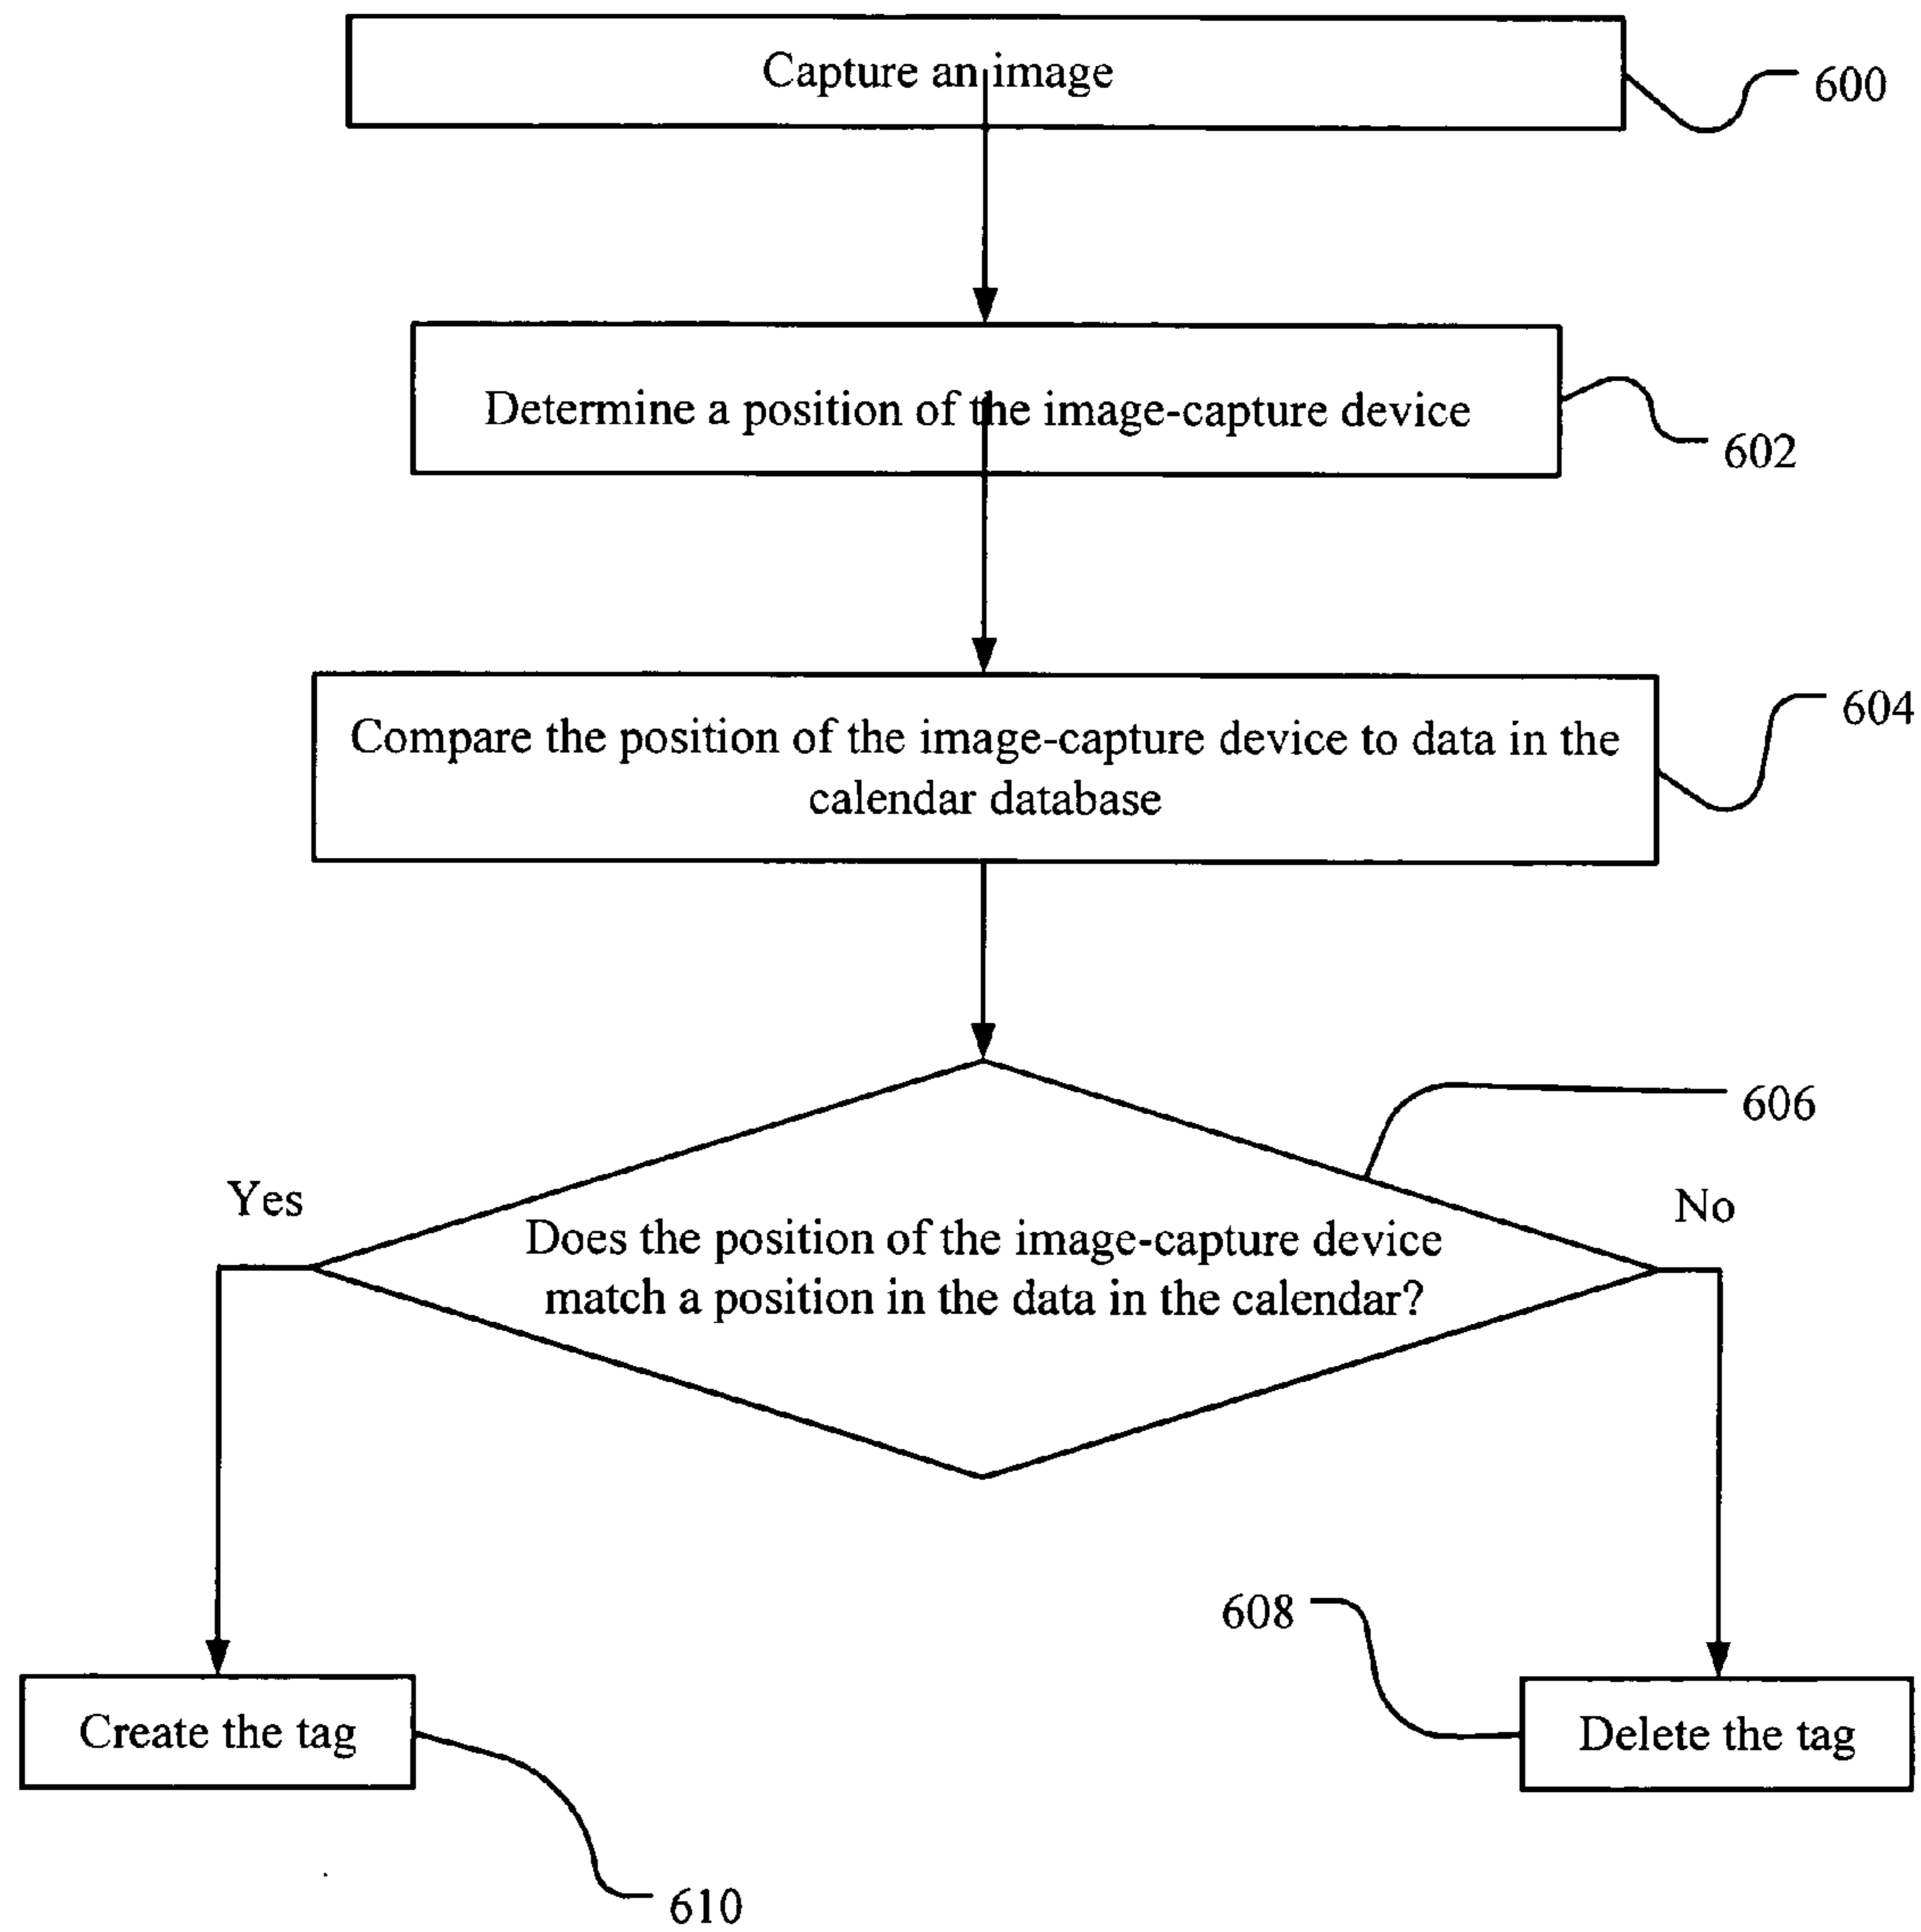 Capture an image
600
Determine a position of the image-capture device
602
Compare the position of the image-capture device to data in the
calendar database
604
606
Yes
No
Does the position of the image-capture device
match a position in the data in the calendar?
608
Create the tag
Delete the tag
610